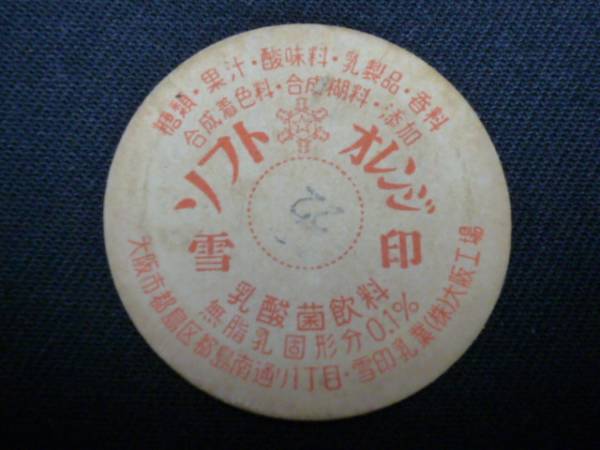 糖類・果汁・酸味料・乳製品・香料
合成着色料・合成糊料・添加
ソフト オレンジ
雪 印
22
乳酸菌飲料
無脂乳固形分0.1%
大阪市都島区都島南通り八丁目・雪印乳業(株)大阪工場